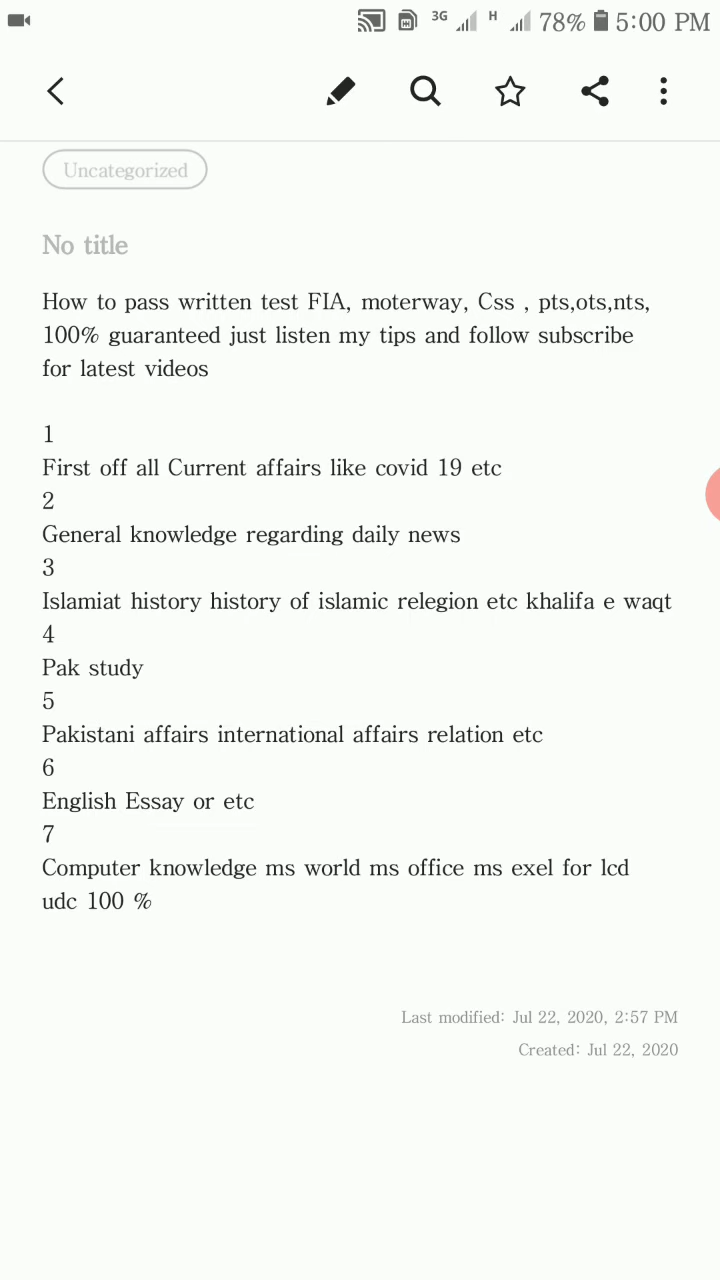 3G H 78% 5:00 PM
Uncategorized
No title
How to pass written test FIA, moterway, Css , pts,ots,nts,
100% guaranteed just listen my tips and follow subscribe
for latest videos
1
First off all Current affairs like covid 19 etc
2
General knowledge regarding daily news
3
Islamiat history history of islamic relegion etc khalifa e waqt
4
Pak study
5
Pakistani affairs international affairs relation etc
6
English Essay or etc
7
Computer knowledge ms world ms office ms exel for lcd
udc 100 %
Last modified: Jul 22, 2020, 2:57 PM
Created: Jul 22, 2020